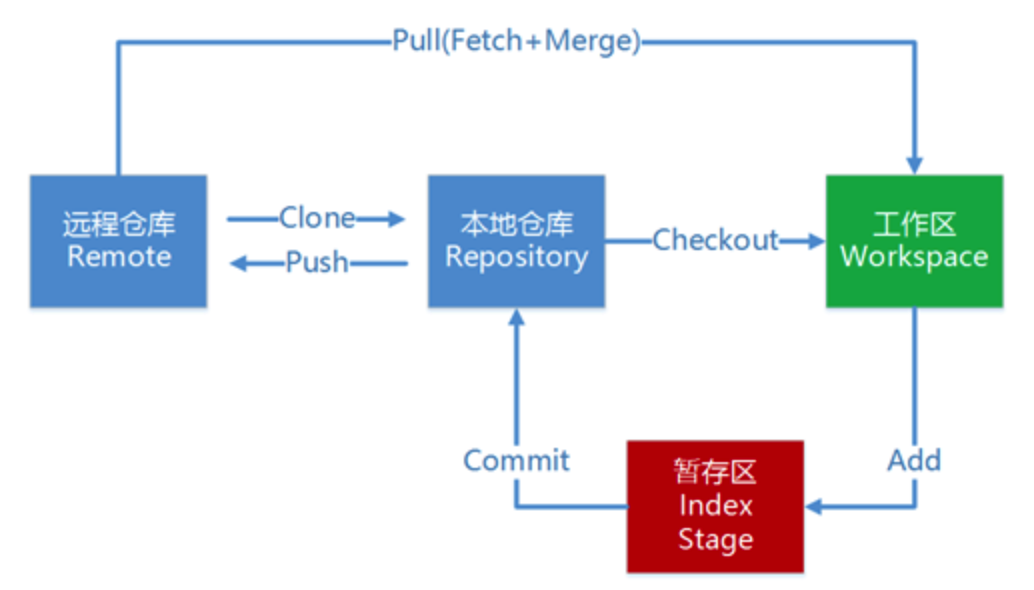 Pull(Fetch+Merge)
远程仓库
Remote
Clone
Push
本地仓库
Repository
Checkout
工作区
Workspace
Commit
暂存区
Index
Stage
Add